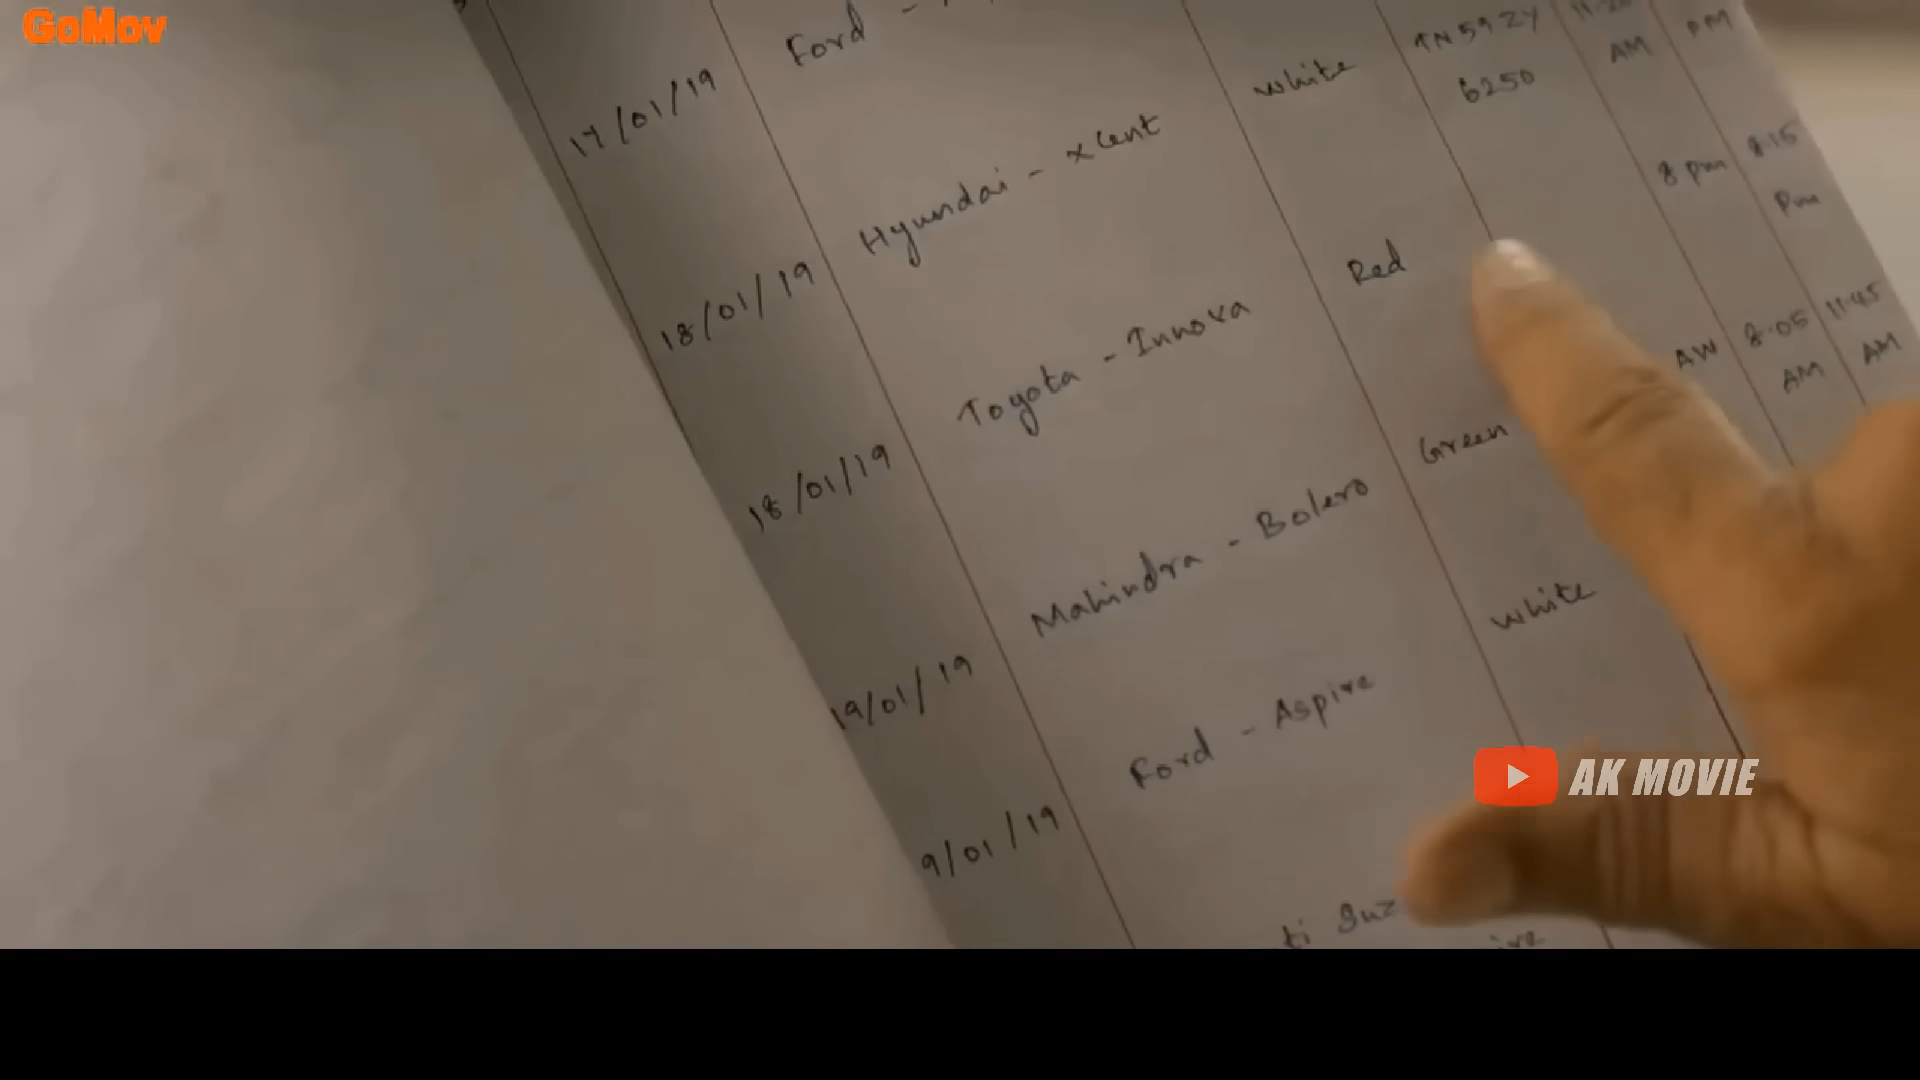 GoMov
Ford -
17/01/19
White
TN 59 ZY
6250
AM
PM
Hyundai - xcent
8 pm
8.15
Pm
18/01/19
Toyota - Innova
Red
AW
8.05
AM
11.45
AM
18/01/19
Mahindra - Bolero
Green
19/01/19
Ford - Aspire
White
9/01/19
AK MOVIE